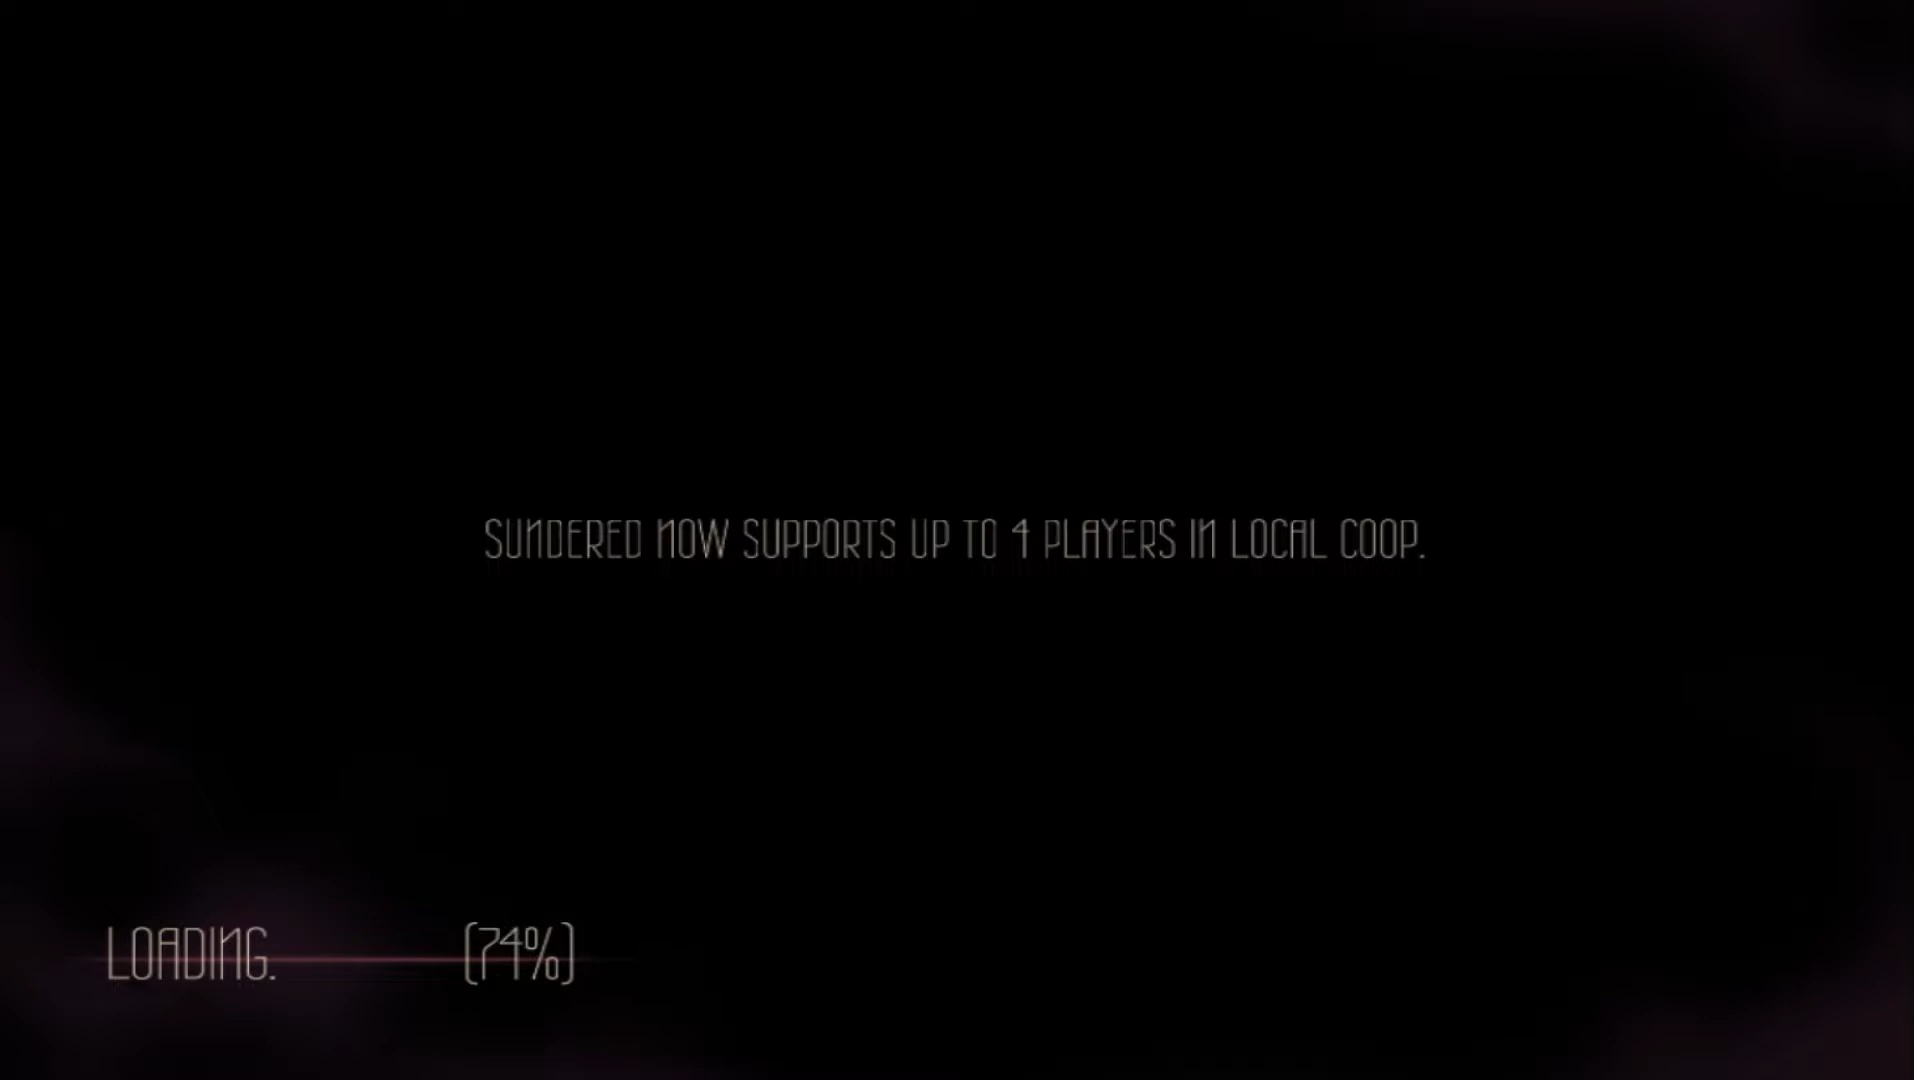 SUNDERED NOW SUPPORTS UP TO 4 PLAYERS IN LOCAL COOP.
LOADING. (74%)